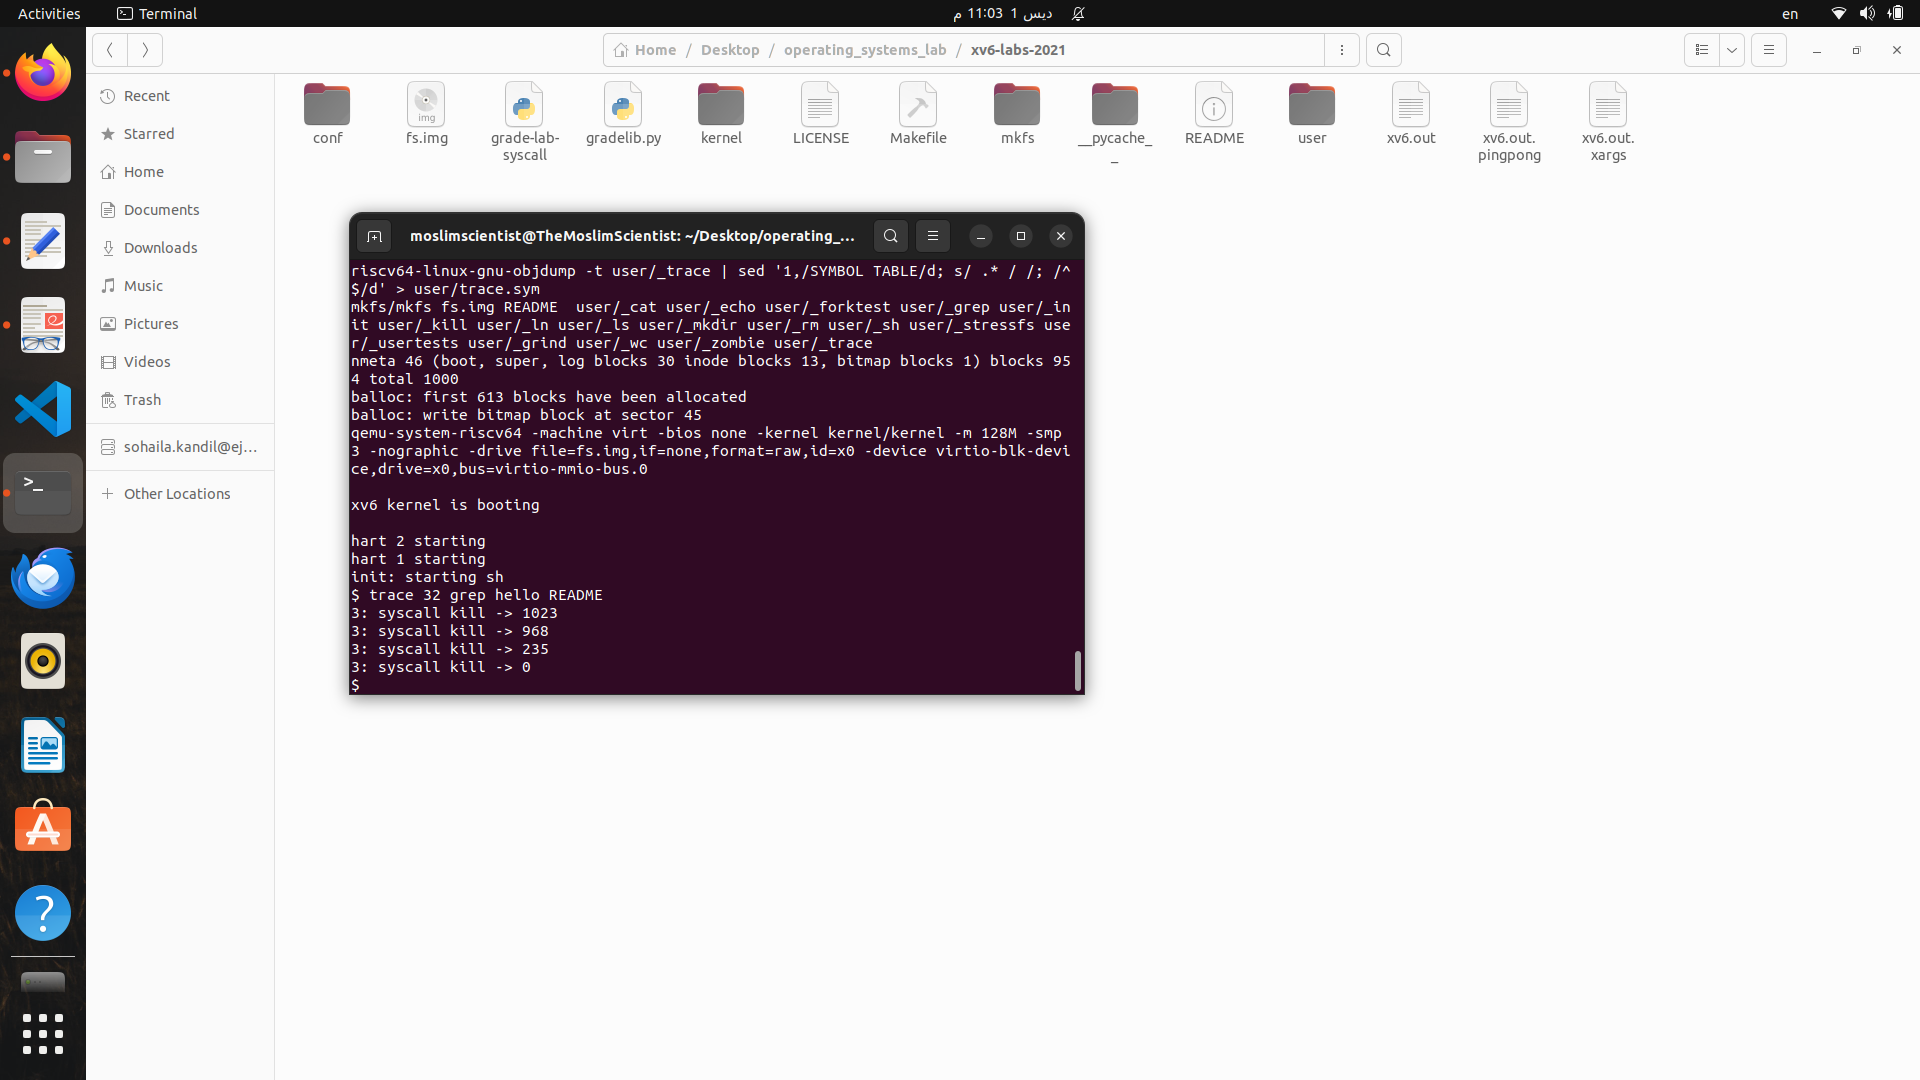 Activities
Terminal
ديس 1 11:03 م
en
Home / Desktop / operating_systems_lab / xv6-labs-2021
Recent
Starred
Home
Documents
Downloads
Music
Pictures
Videos
Trash
sohaila.kandil@ej...
Other Locations
conf
fs.img
grade-lab-
syscall
gradelib.py
kernel
LICENSE
Makefile
mkfs
__pycache_
_
README
user
xv6.out
xv6.out.
pingpong
xv6.out.
xargs
img
moslimscientist@TheMoslimScientist: ~/Desktop/operating_...
riscv64-linux-gnu-objdump -t user/_trace | sed '1,/SYMBOL TABLE/d; s/ .* / /; /^
$/d' > user/trace.sym
mkfs/mkfs fs.img README  user/_cat user/_echo user/_forktest user/_grep user/_in
it user/_kill user/_ln user/_ls user/_mkdir user/_rm user/_sh user/_stressfs use
r/_usertests user/_grind user/_wc user/_zombie user/_trace
nmeta 46 (boot, super, log blocks 30 inode blocks 13, bitmap blocks 1) blocks 95
4 total 1000
balloc: first 613 blocks have been allocated
balloc: write bitmap block at sector 45
qemu-system-riscv64 -machine virt -bios none -kernel kernel/kernel -m 128M -smp
3 -nographic -drive file=fs.img,if=none,format=raw,id=x0 -device virtio-blk-devi
ce,drive=x0,bus=virtio-mmio-bus.0
xv6 kernel is booting
hart 2 starting
hart 1 starting
init: starting sh
$ trace 32 grep hello README
3: syscall kill -> 1023
3: syscall kill -> 968
3: syscall kill -> 235
3: syscall kill -> 0
$